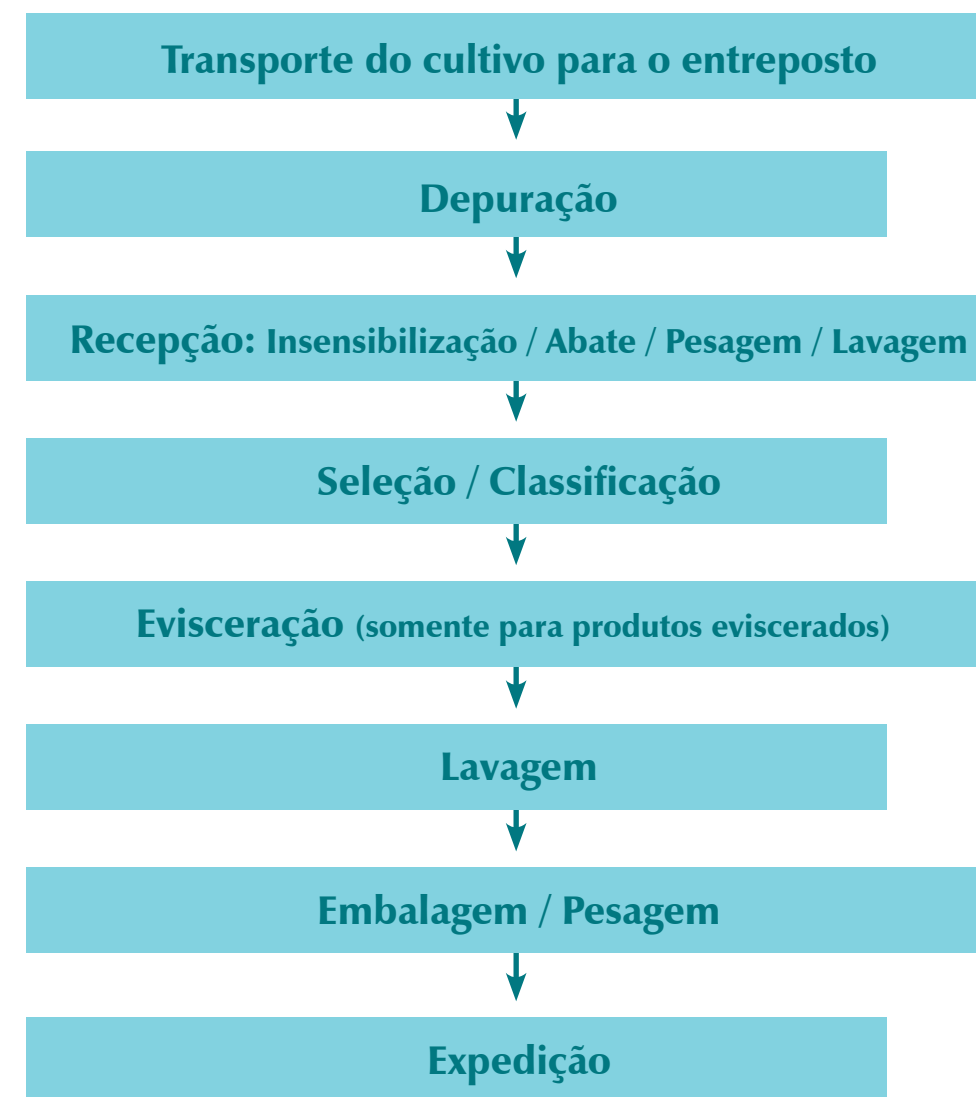 Transporte do cultivo para o entreposto
Depuração
Recepção: Insensibilização / Abate / Pesagem / Lavagem
Seleção / Classificação
Evisceração (somente para produtos eviscerados)
Lavagem
Embalagem / Pesagem
Expedição